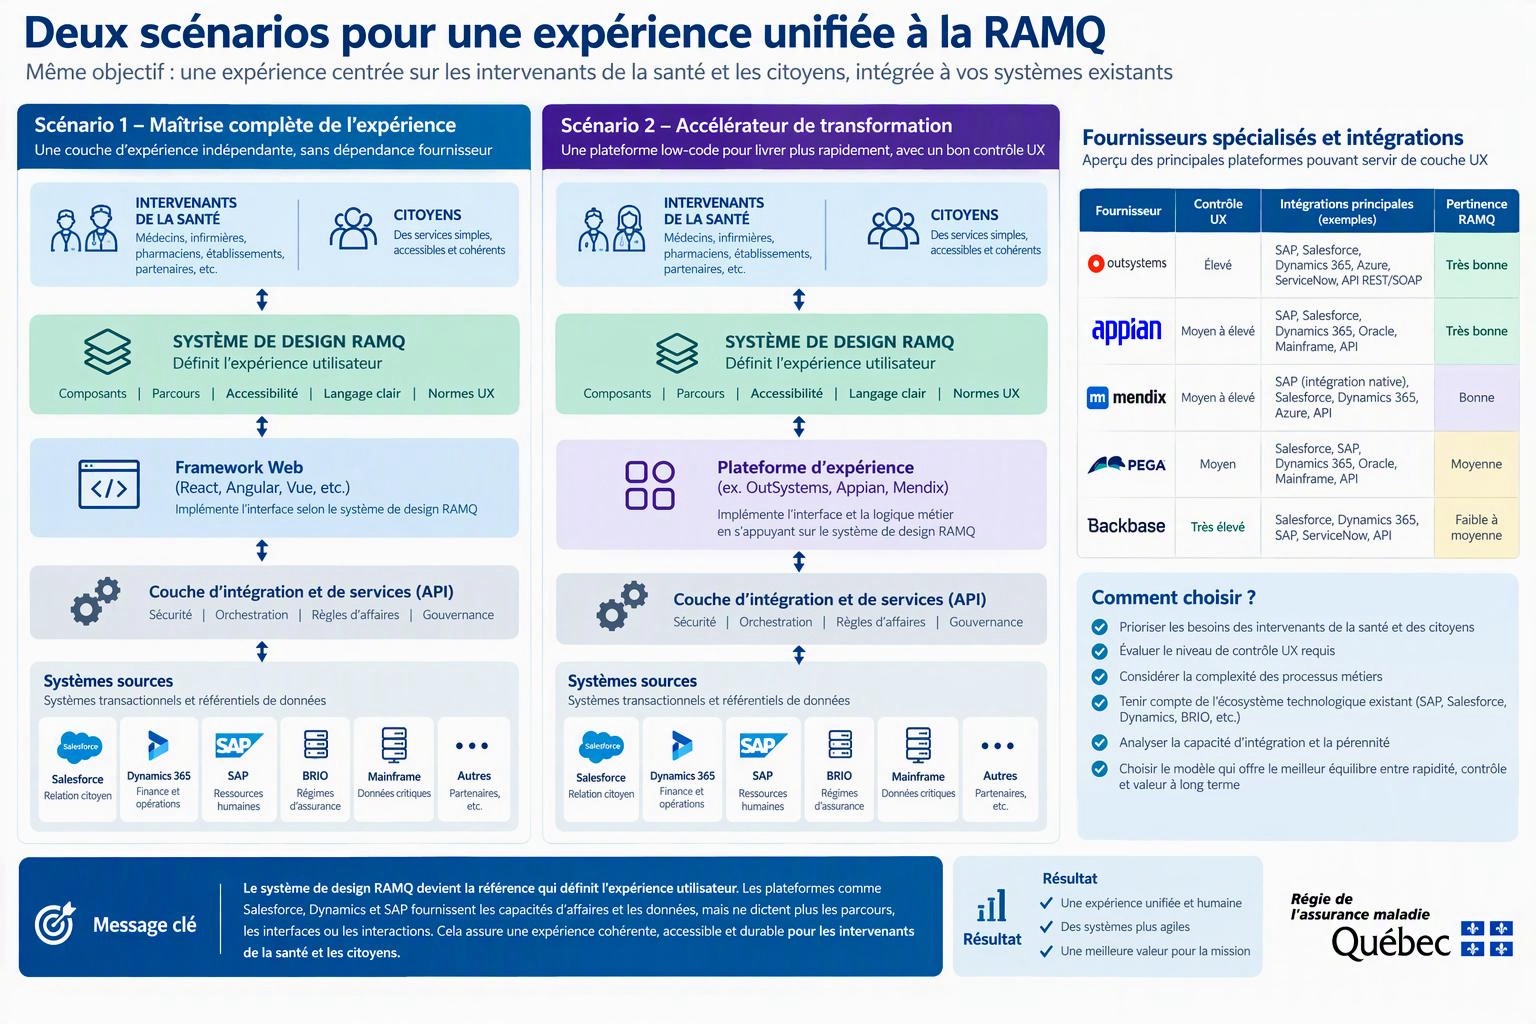 Deux scénarios pour une expérience unifiée à la RAMQ
Même objectif : une expérience centrée sur les intervenants de la santé et les citoyens, intégrée à vos systèmes existants
Scénario 1 – Maîtrise complète de l'expérience
Une couche d'expérience indépendante, sans dépendance fournisseur
INTERVENANTS
DE LA SANTÉ
Médecins, infirmières,
pharmaciens, établissements,
partenaires, etc.
CITOYENS
Des services simples,
accessibles et cohérents
SYSTÈME DE DESIGN RAMQ
Définit l'expérience utilisateur
Composants | Parcours | Accessibilité | Langage clair | Normes UX
Framework Web
(React, Angular, Vue, etc.)
Implémente l'interface selon le système de design RAMQ
Couche d'intégration et de services (API)
Sécurité | Orchestration | Règles d'affaires | Gouvernance
Systèmes sources
Systèmes transactionnels et référentiels de données
Salesforce
Salesforce
Relation citoyen
Dynamics 365
Finance et
opérations
SAP
SAP
Ressources
humaines
BRIO
Régimes
d'assurance
Mainframe
Données critiques
Autres
Partenaires,
etc.
Scénario 2 – Accélérateur de transformation
Une plateforme low-code pour livrer plus rapidement, avec un bon contrôle UX
INTERVENANTS
DE LA SANTÉ
Médecins, infirmières,
pharmaciens, établissements,
partenaires, etc.
CITOYENS
Des services simples,
accessibles et cohérents
SYSTÈME DE DESIGN RAMQ
Définit l'expérience utilisateur
Composants | Parcours | Accessibilité | Langage clair | Normes UX
Plateforme d'expérience
(ex. OutSystems, Appian, Mendix)
Implémente l'interface et la logique métier
en s'appuyant sur le système de design RAMQ
Couche d'intégration et de services (API)
Sécurité | Orchestration | Règles d'affaires | Gouvernance
Systèmes sources
Systèmes transactionnels et référentiels de données
Salesforce
Salesforce
Relation citoyen
Dynamics 365
Finance et
opérations
SAP
SAP
Ressources
humaines
BRIO
Régimes
d'assurance
Mainframe
Données critiques
Autres
Partenaires,
etc.
Fournisseurs spécialisés et intégrations
Aperçu des principales plateformes pouvant servir de couche UX
Fournisseur
Contrôle
UX
Intégrations principales
(exemples)
Pertinence
RAMQ
outsystems
Élevé
SAP, Salesforce,
Dynamics 365, Azure,
ServiceNow, API REST/SOAP
Très bonne
appian
Moyen à élevé
SAP, Salesforce,
Dynamics 365, Oracle,
Mainframe, API
Très bonne
m mendix
Moyen à élevé
SAP (intégration native),
Salesforce, Dynamics 365,
Azure, API
Bonne
PEGA
Moyen
Salesforce, SAP,
Dynamics 365, Oracle,
Mainframe, API
Moyenne
Backbase
Très élevé
Salesforce, Dynamics 365,
SAP, ServiceNow, API
Faible à
moyenne
Comment choisir ?
Prioriser les besoins des intervenants de la santé et des citoyens
Évaluer le niveau de contrôle UX requis
Considérer la complexité des processus métiers
Tenir compte de l'écosystème technologique existant (SAP, Salesforce,
Dynamics, BRIO, etc.)
Analyser la capacité d'intégration et la pérennité
Choisir le modèle qui offre le meilleur équilibre entre rapidité, contrôle
et valeur à long terme
Message clé
Le système de design RAMQ devient la référence qui définit l'expérience utilisateur. Les plateformes comme
Salesforce, Dynamics et SAP fournissent les capacités d'affaires et les données, mais ne dictent plus les parcours,
les interfaces ou les interactions. Cela assure une expérience cohérente, accessible et durable pour les intervenants
de la santé et les citoyens.
Résultat
Résultat
Une expérience unifiée et humaine
Des systèmes plus agiles
Une meilleure valeur pour la mission
Régie de
l'assurance maladie
Québec